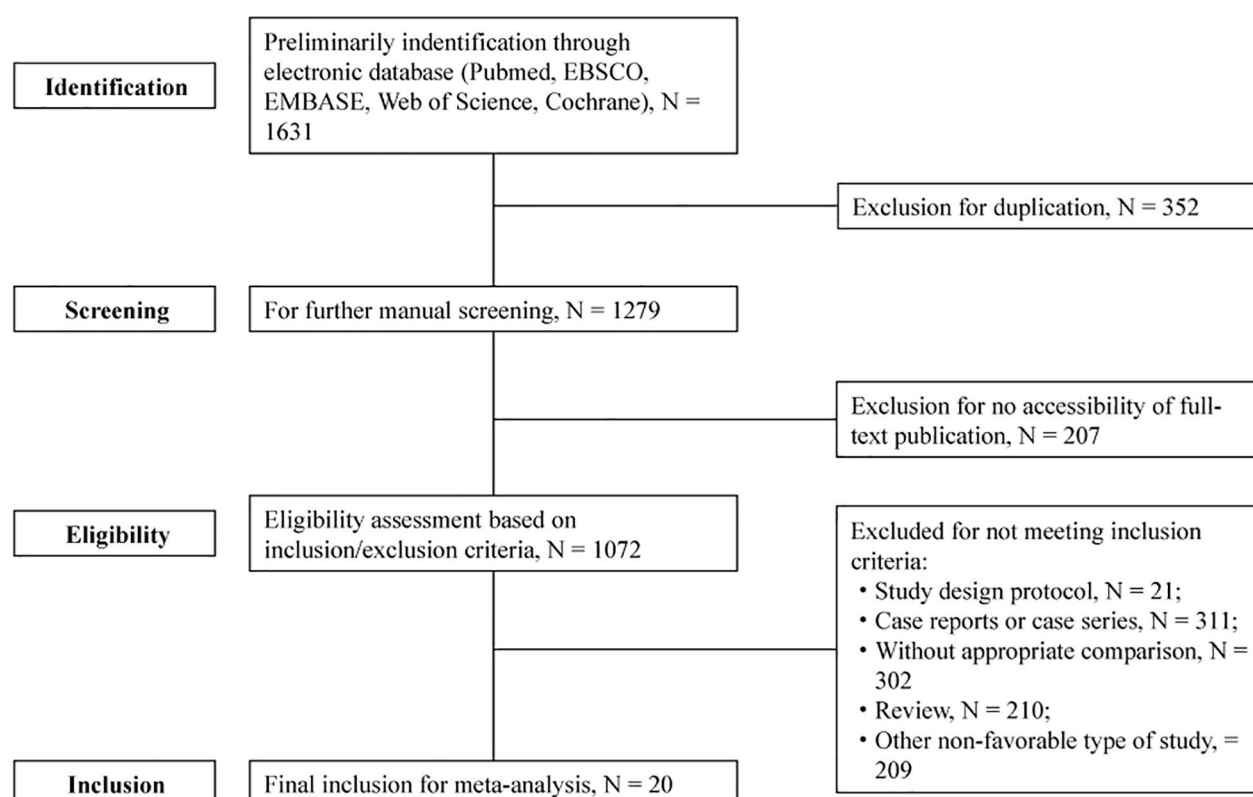 Identification
Preliminarily indentification through
electronic database (Pubmed, EBSCO,
EMBASE, Web of Science, Cochrane), N =
1631
Exclusion for duplication, N = 352
Screening
For further manual screening, N = 1279
Exclusion for no accessibility of full-
text publication, N = 207
Eligibility
Eligibility assessment based on
inclusion/exclusion criteria, N = 1072
Excluded for not meeting inclusion
criteria:
• Study design protocol, N = 21;
• Case reports or case series, N = 311;
• Without appropriate comparison, N =
302
• Review, N = 210;
• Other non-favorable type of study, =
209
Inclusion
Final inclusion for meta-analysis, N = 20